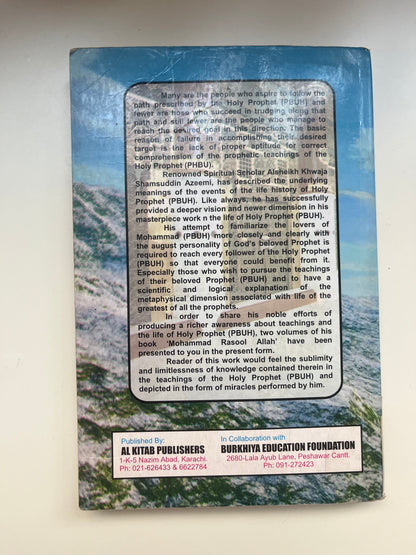 Many are the people who aspire to follow the
path prescribed by the Holy Prophet (PBUH) and
fewer are hose who succeed in trudging along that
path and still fewer are the people who manage to
reach the desired goal in this direction. The basic
reason of failure in accomplishing their desired
target is the lack of proper aptitude for correct
comprehension of the prophetic teachings of the
Holy Prophet (PHBU).
Renowned Spiritual Scholar Alsheikh Khwaja
Shamsuddin Azeemi, has described the underlying
meanings of the events of the life history of Holy
Prophet (PBUH). Like always, he has successfully
provided a deeper vision and newer dimension in his
masterpiece work n the life of Holy Prophet (PBUH).
His attempt to familiarize the lovers of
Mohammad (PBUH) more closely and clearly with
the august personality of God's beloved Prophet is
required to reach every follower of the Holy Prophet
(PBUH) so that everyone could benefit from it.
Especially those who wish to pursue the teachings
of their beloved Prophet (PBUH) and to have a
scientific and logical explanation of the
metaphysical dimension associated with life of the
greatest of all the prophets.
In order to share his noble efforts of
producing a richer awareness about teachings and
the life of Holy Prophet (PBUH), two volumes of his
book 'Mohammad Rasool Allah' have been
presented to you in the present form.
Reader of this work would feel the sublimity
and limitlessness of knowledge contained therein in
the teachings of the Holy Prophet (PBUH) and
depicted in the form of miracles performed by him.
Published By:
AL KITAB PUBLISHERS
1-K-5 Nazim Abad, Karachi.
Ph: 021-626433 & 6622784
In Collaboration with
BURKHIYA EDUCATION FOUNDATION
2680-Lala Ayub Lane, Peshawar Cantt.
Ph: 091-272423